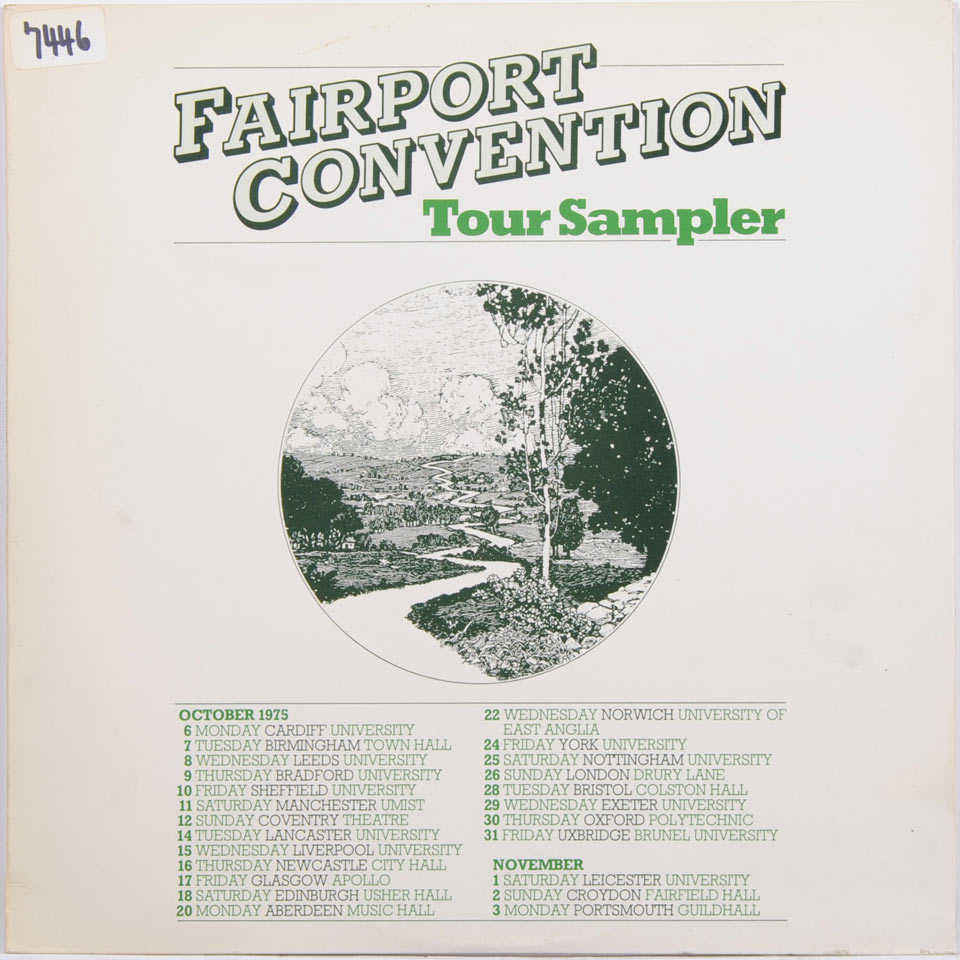 7446
FAIRPORT
CONVENTION
Tour Sampler
OCTOBER 1975
6 MONDAY CARDIFF UNIVERSITY
7 TUESDAY BIRMINGHAM TOWN HALL
8 WEDNESDAY LEEDS UNIVERSITY
9 THURSDAY BRADFORD UNIVERSITY
10 FRIDAY SHEFFIELD UNIVERSITY
11 SATURDAY MANCHESTER UMIST
12 SUNDAY COVENTRY THEATRE
14 TUESDAY LANCASTER UNIVERSITY
15 WEDNESDAY LIVERPOOL UNIVERSITY
16 THURSDAY NEWCASTLE CITY HALL
17 FRIDAY GLASGOW APOLLO
18 SATURDAY EDINBURGH USHER HALL
20 MONDAY ABERDEEN MUSIC HALL
22 WEDNESDAY NORWICH UNIVERSITY OF
EAST ANGLIA
24 FRIDAY YORK UNIVERSITY
25 SATURDAY NOTTINGHAM UNIVERSITY
26 SUNDAY LONDON DRURY LANE
28 TUESDAY BRISTOL COLSTON HALL
29 WEDNESDAY EXETER UNIVERSITY
30 THURSDAY OXFORD POLYTECHNIC
31 FRIDAY UXBRIDGE BRUNEL UNIVERSITY
NOVEMBER
1 SATURDAY LEICESTER UNIVERSITY
2 SUNDAY CROYDON FAIRFIELD HALL
3 MONDAY PORTSMOUTH GUILDHALL